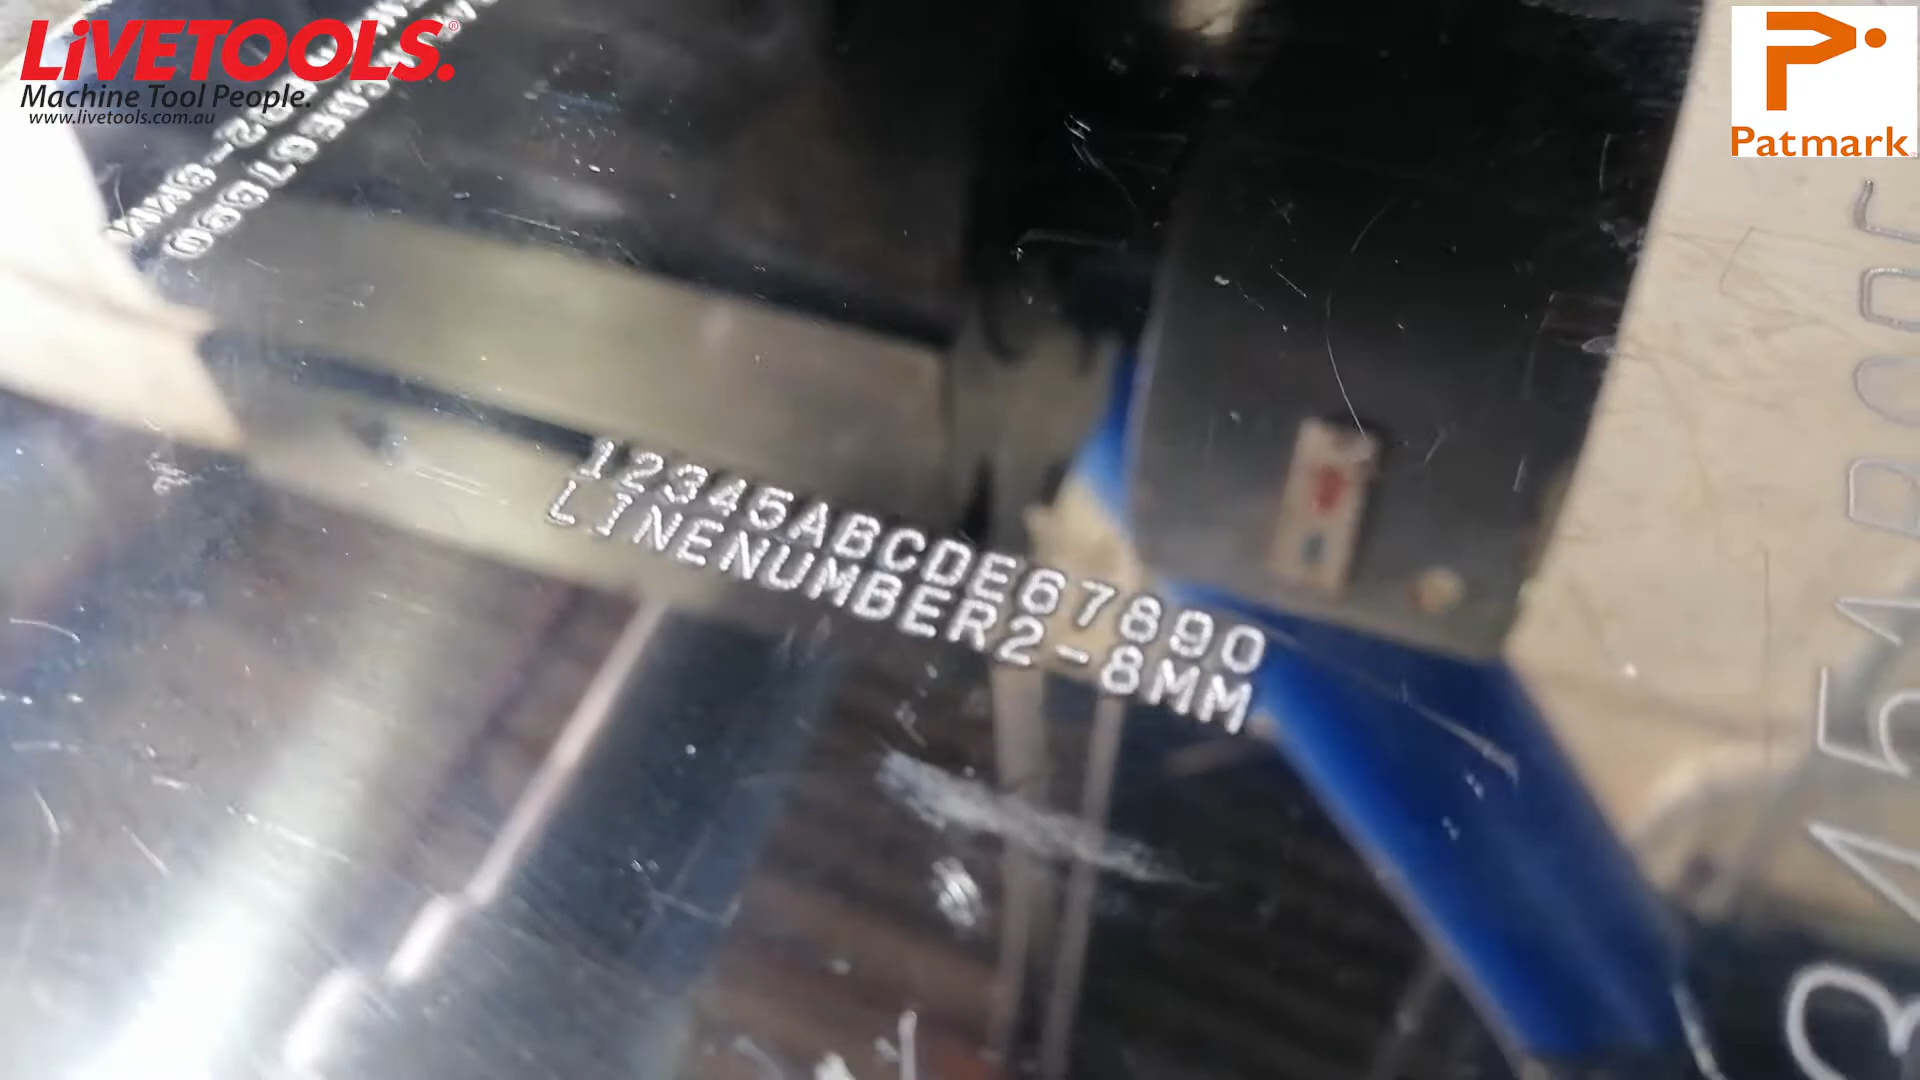 LiVETOOLS.®
Machine Tool People.
www.livetools.com.au
Patmark
12345ABCDE67890
LINENUMBER2-8MM